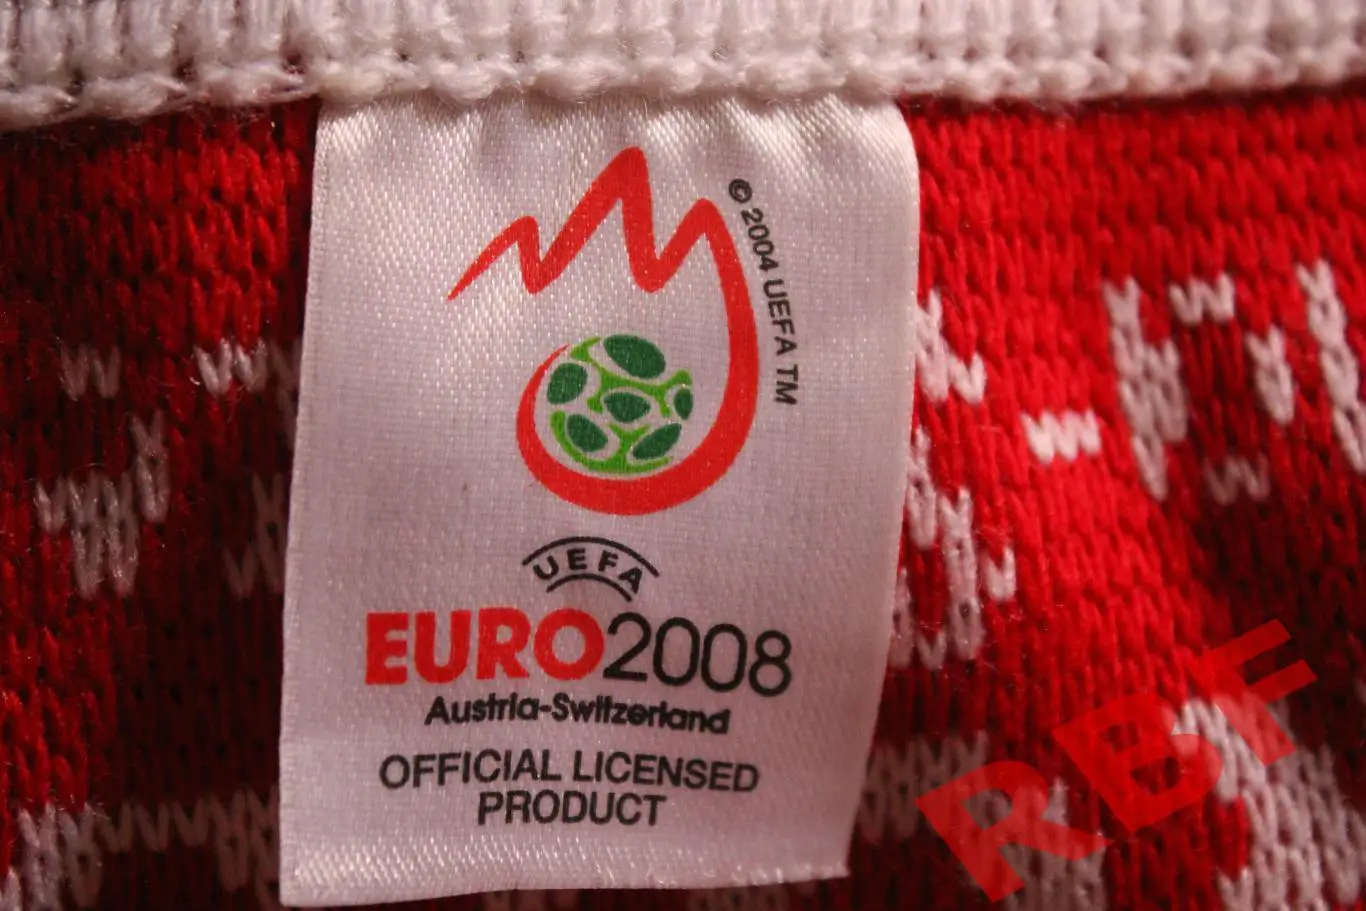 © 2004 UEFA TM
UEFA
EURO2008
Austria-Switzerland
OFFICIAL LICENSED
PRODUCT
RBF